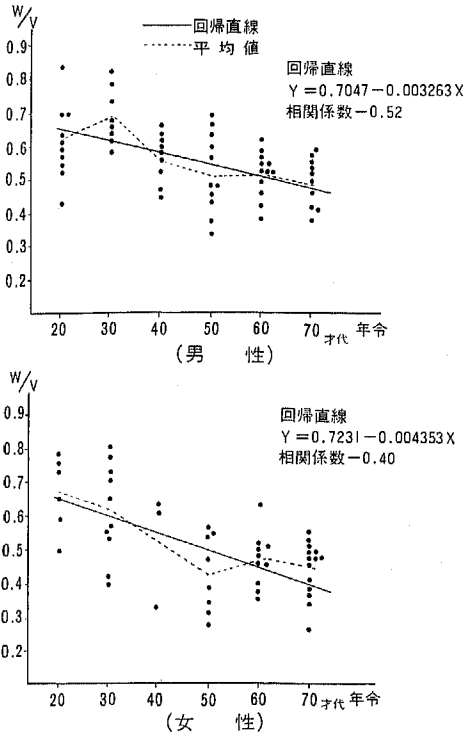 W/V
回帰直線
平均値
回帰直線
Y=0.7047-0.003263X
相関係数-0.52
0.9
0.8
0.7
0.6
0.5
0.4
0.3
0.2
20 30 40 50 60 70才代 年令
(男 性)
W/V
回帰直線
Y=0.7231-0.004353X
相関係数-0.40
0.9
0.8
0.7
0.6
0.5
0.4
0.3
0.2
20 30 40 50 60 70才代 年令
(女 性)